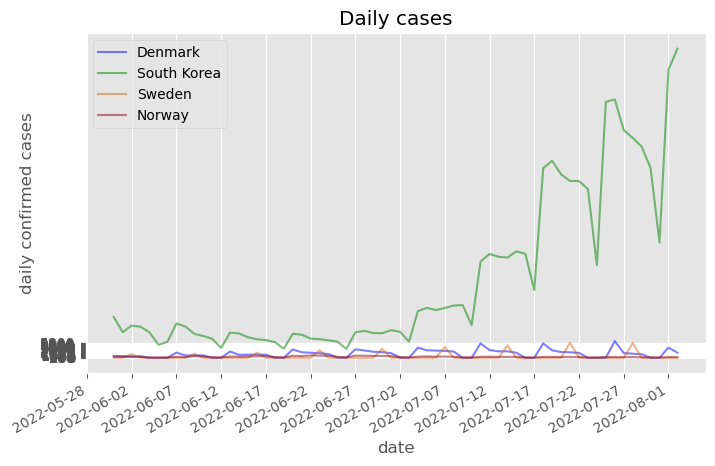 Daily cases
Denmark
South Korea
Sweden
Norway
daily confirmed cases
2022-05-28
2022-06-02
2022-06-07
2022-06-12
2022-06-17
2022-06-22
2022-06-27
2022-07-02
2022-07-07
2022-07-12
2022-07-17
2022-07-22
2022-07-27
2022-08-01
date